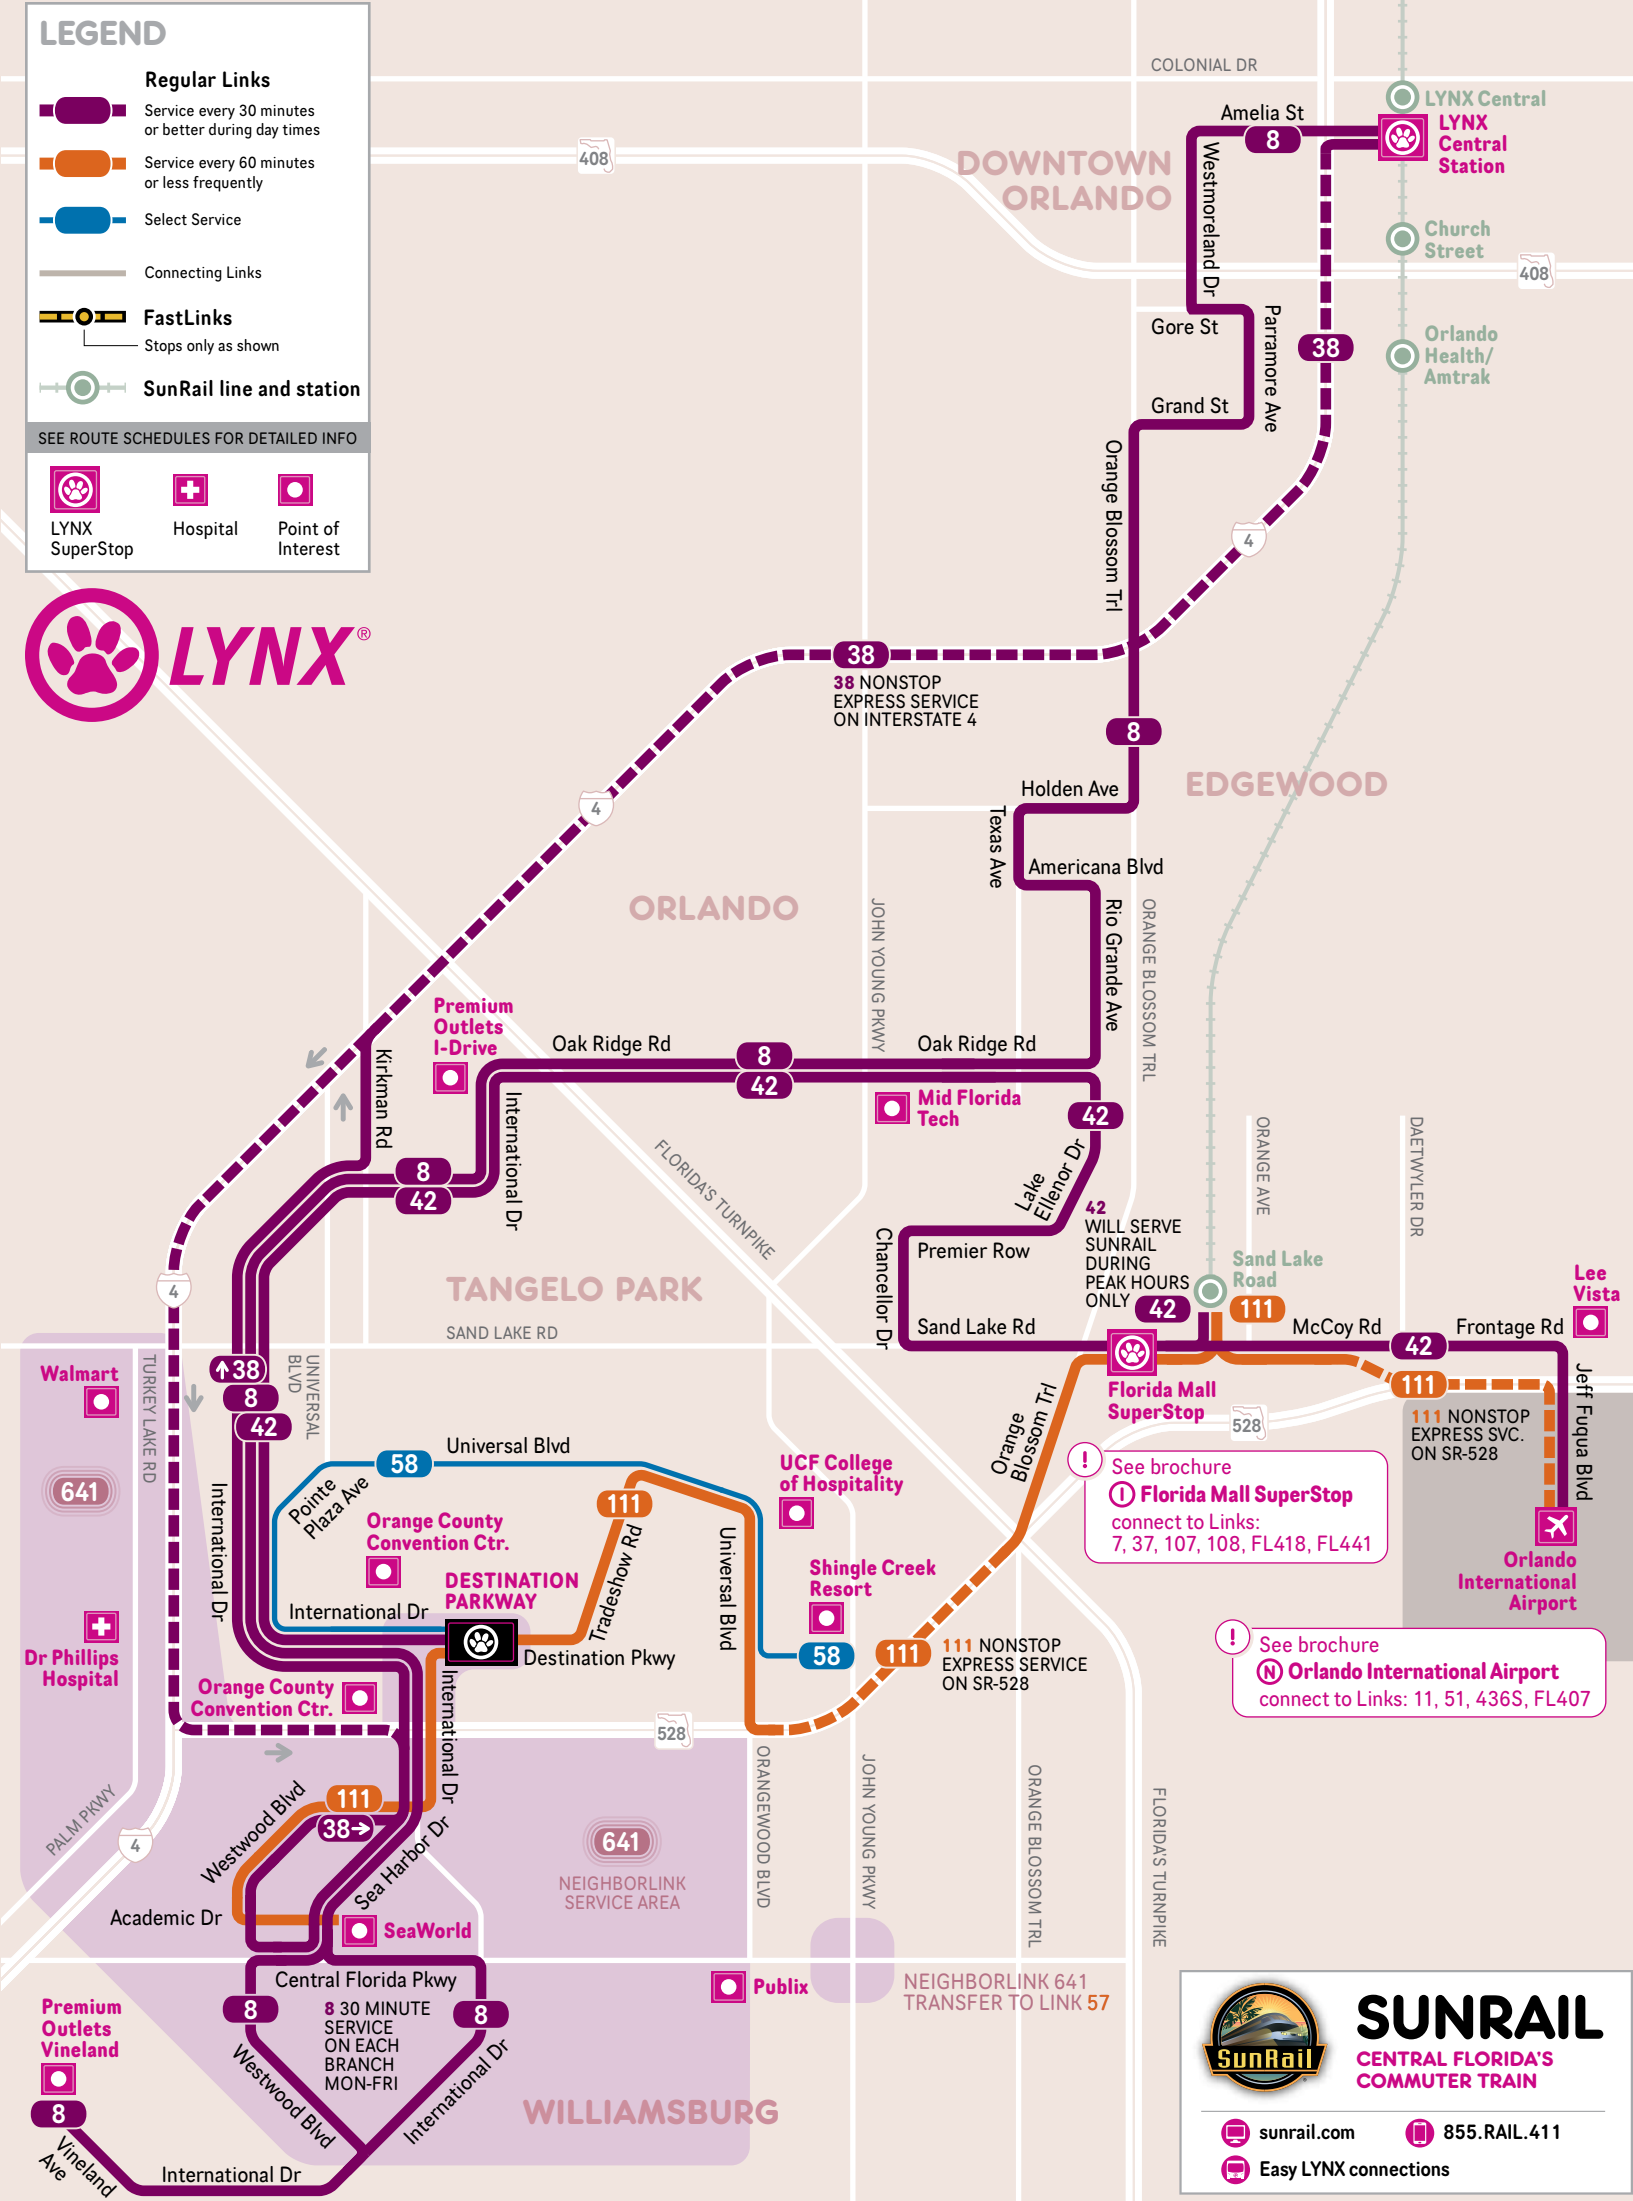 LEGEND
Regular Links
Service every 30 minutes
or better during day times
Service every 60 minutes
or less frequently
Select Service
Connecting Links
FastLinks
Stops only as shown
SunRail line and station
SEE ROUTE SCHEDULES FOR DETAILED INFO
LYNX
SuperStop
Hospital
Point of
Interest
LYNX®
COLONIAL DR
Amelia St
8
LYNX Central
LYNX
Central
Station
408
DOWNTOWN
ORLANDO
Westmoreland Dr
Church
Street
408
Gore St
Parramore Ave
38
Orlando
Health/
Amtrak
Grand St
Orange Blossom Trl
4
38
38 NONSTOP
EXPRESS SERVICE
ON INTERSTATE 4
8
EDGEWOOD
4
Holden Ave
Texas Ave
Americana Blvd
ORLANDO
JOHN YOUNG PKWY
Rio Grande Ave
ORANGE BLOSSOM TRL
Premium
Outlets
I-Drive
Oak Ridge Rd
8
42
Oak Ridge Rd
Kirkman Rd
International Dr
Mid Florida
Tech
42
8
42
FLORIDA'S TURNPIKE
Lake
Ellenor Dr
ORANGE AVE
DAETWYLER DR
42
WILL SERVE
SUNRAIL
DURING
PEAK HOURS
ONLY
42
Chancellor Dr
Premier Row
Sand Lake
Road
111
Lee
Vista
4
TANGELO PARK
SAND LAKE RD
Sand Lake Rd
McCoy Rd
42
Frontage Rd
Walmart
TURKEY LAKE RD
38
8
42
UNIVERSAL
BLVD
Florida Mall
SuperStop
111
Jeff Fuqua Blvd
528
111 NONSTOP
EXPRESS SVC.
ON SR-528
Orange
Blossom Trl
641
58
Universal Blvd
Pointe
Plaza Ave
111
UCF College
of Hospitality
! See brochure
I Florida Mall SuperStop
connect to Links:
7, 37, 107, 108, FL418, FL441
International Dr
Orange County
Convention Ctr.
Tradeshow Rd
Universal Blvd
Orlando
International
Airport
DESTINATION
PARKWAY
Shingle Creek
Resort
International Dr
Destination Pkwy
58
111
111 NONSTOP
EXPRESS SERVICE
ON SR-528
Dr Phillips
Hospital
! See brochure
N Orlando International Airport
connect to Links: 11, 51, 436S, FL407
Orange County
Convention Ctr.
International Dr
528
PALM PKWY
4
Westwood Blvd
111
38
Sea Harbor Dr
641
NEIGHBORLINK
SERVICE AREA
ORANGEWOOD BLVD
JOHN YOUNG PKWY
ORANGE BLOSSOM TRL
FLORIDA'S TURNPIKE
Academic Dr
SeaWorld
Central Florida Pkwy
8
8 30 MINUTE
SERVICE
ON EACH
BRANCH
MON-FRI
8
Publix
NEIGHBORLINK 641
TRANSFER TO LINK 57
Premium
Outlets
Vineland
8
Westwood Blvd
International Dr
WILLIAMSBURG
Vineland
Ave
International Dr
SunRail
SUNRAIL
CENTRAL FLORIDA'S
COMMUTER TRAIN
sunrail.com
855.RAIL.411
Easy LYNX connections